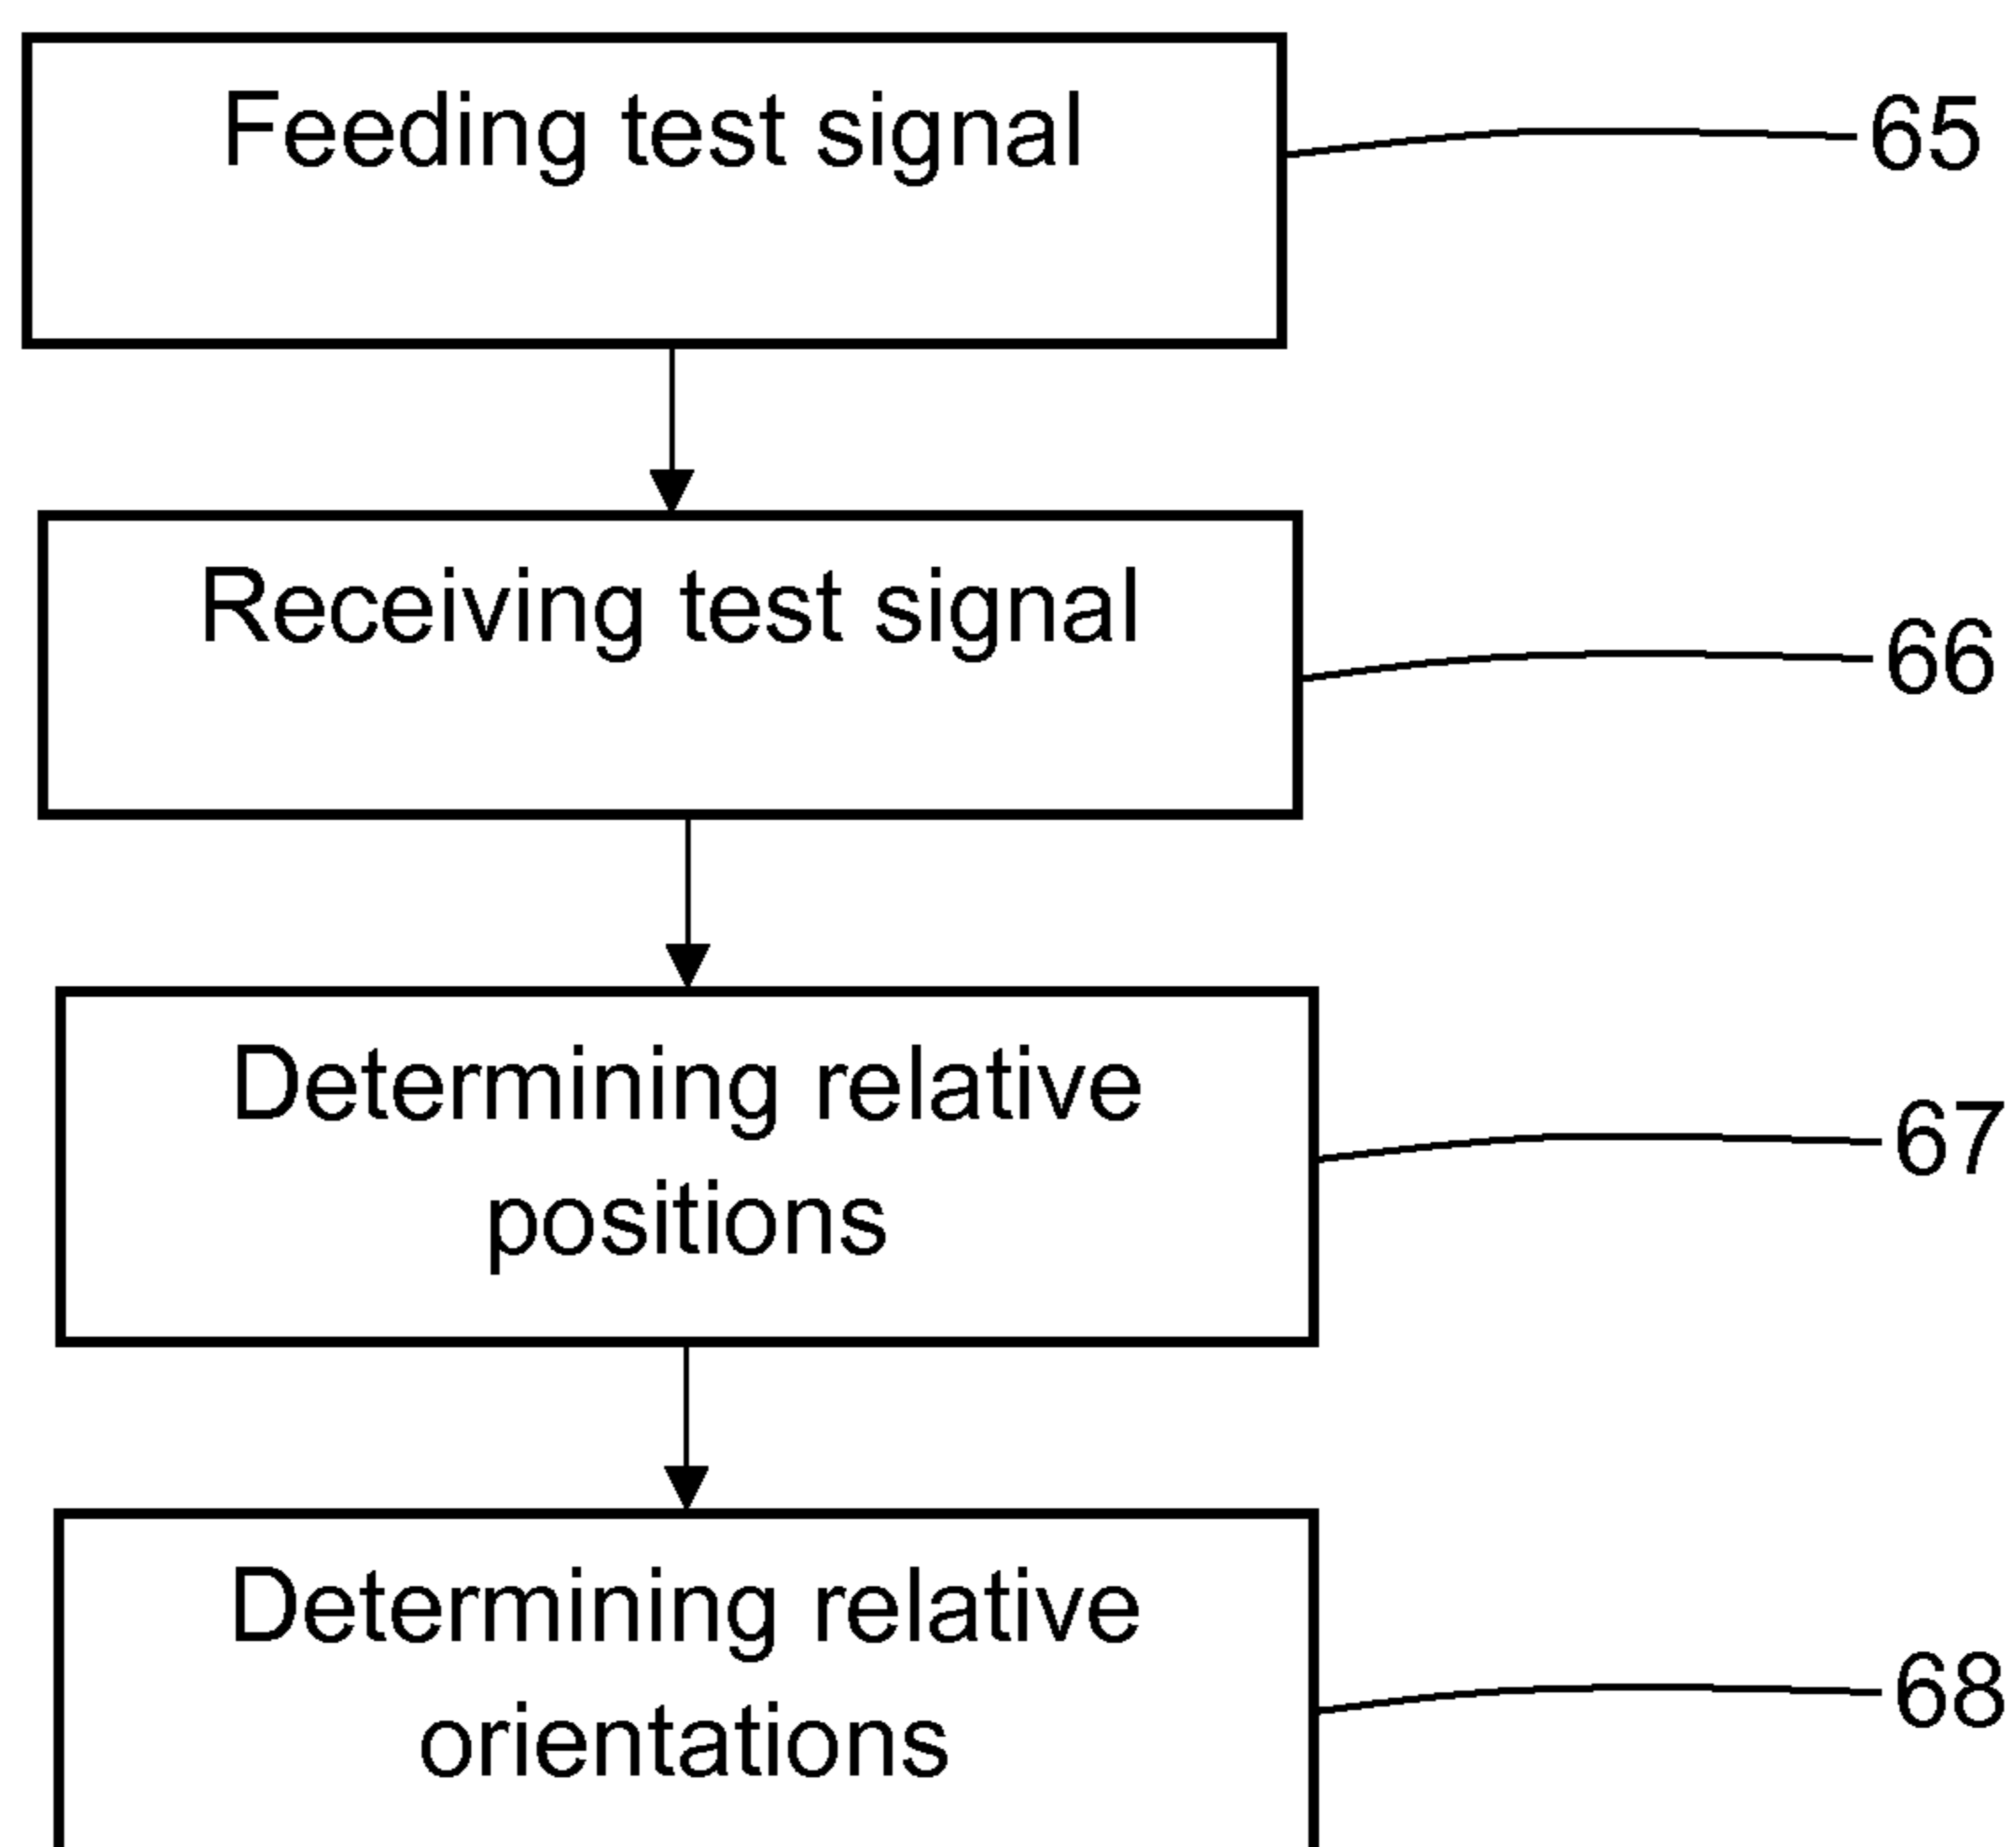 Feeding test signal
65
Receiving test signal
66
Determining relative
positions
67
Determining relative
orientations
68